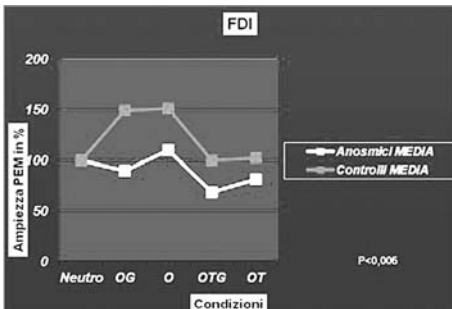 FDI
200
150
100
50
0
Ampiezza PEM in %
Neutro OG O OTG OT
Condizioni
Anosmici MEDIA
Controlli MEDIA
P<0,005